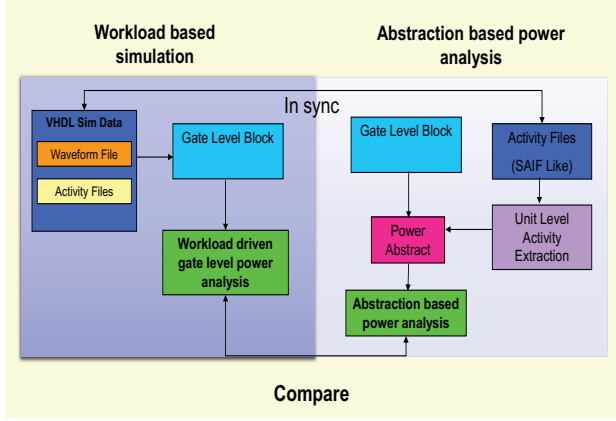 Workload based
simulation
Abstraction based power
analysis
In sync
VHDL Sim Data
Waveform File
Activity Files
Gate Level Block
Workload driven
gate level power
analysis
Gate Level Block
Activity Files
(SAIF Like)
Power
Abstract
Unit Level
Activity
Extraction
Abstraction based
power analysis
Compare